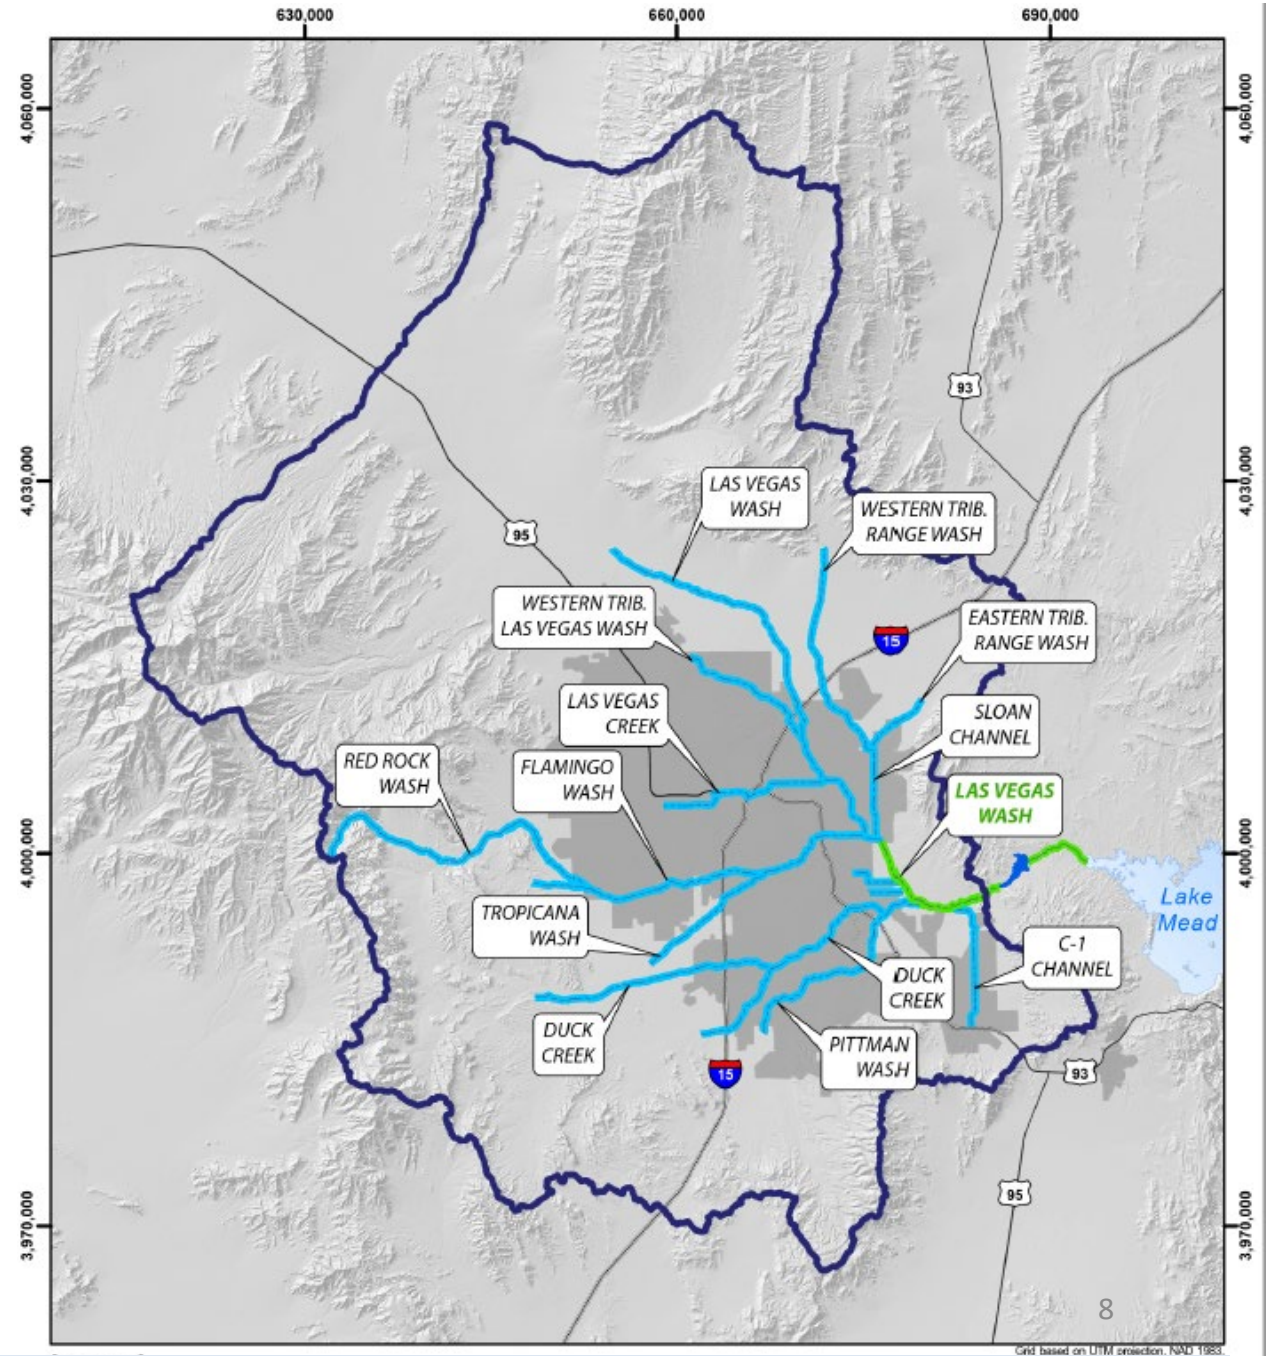 630,000
660,000
690,000
4,060,000
4,060,000
93
4,030,000
4,030,000
LAS VEGAS
WASH
WESTERN TRIB.
RANGE WASH
95
WESTERN TRIB.
LAS VEGAS WASH
EASTERN TRIB.
RANGE WASH
15
LAS VEGAS
CREEK
SLOAN
CHANNEL
RED ROCK
WASH
FLAMINGO
WASH
LAS VEGAS
WASH
4,000,000
4,000,000
Lake
Mead
TROPICANA
WASH
C-1
CHANNEL
DUCK
CREEK
DUCK
CREEK
PITTMAN
WASH
15
93
95
3,970,000
3,970,000
8
Grid based on UTM projection, NAD 1983.